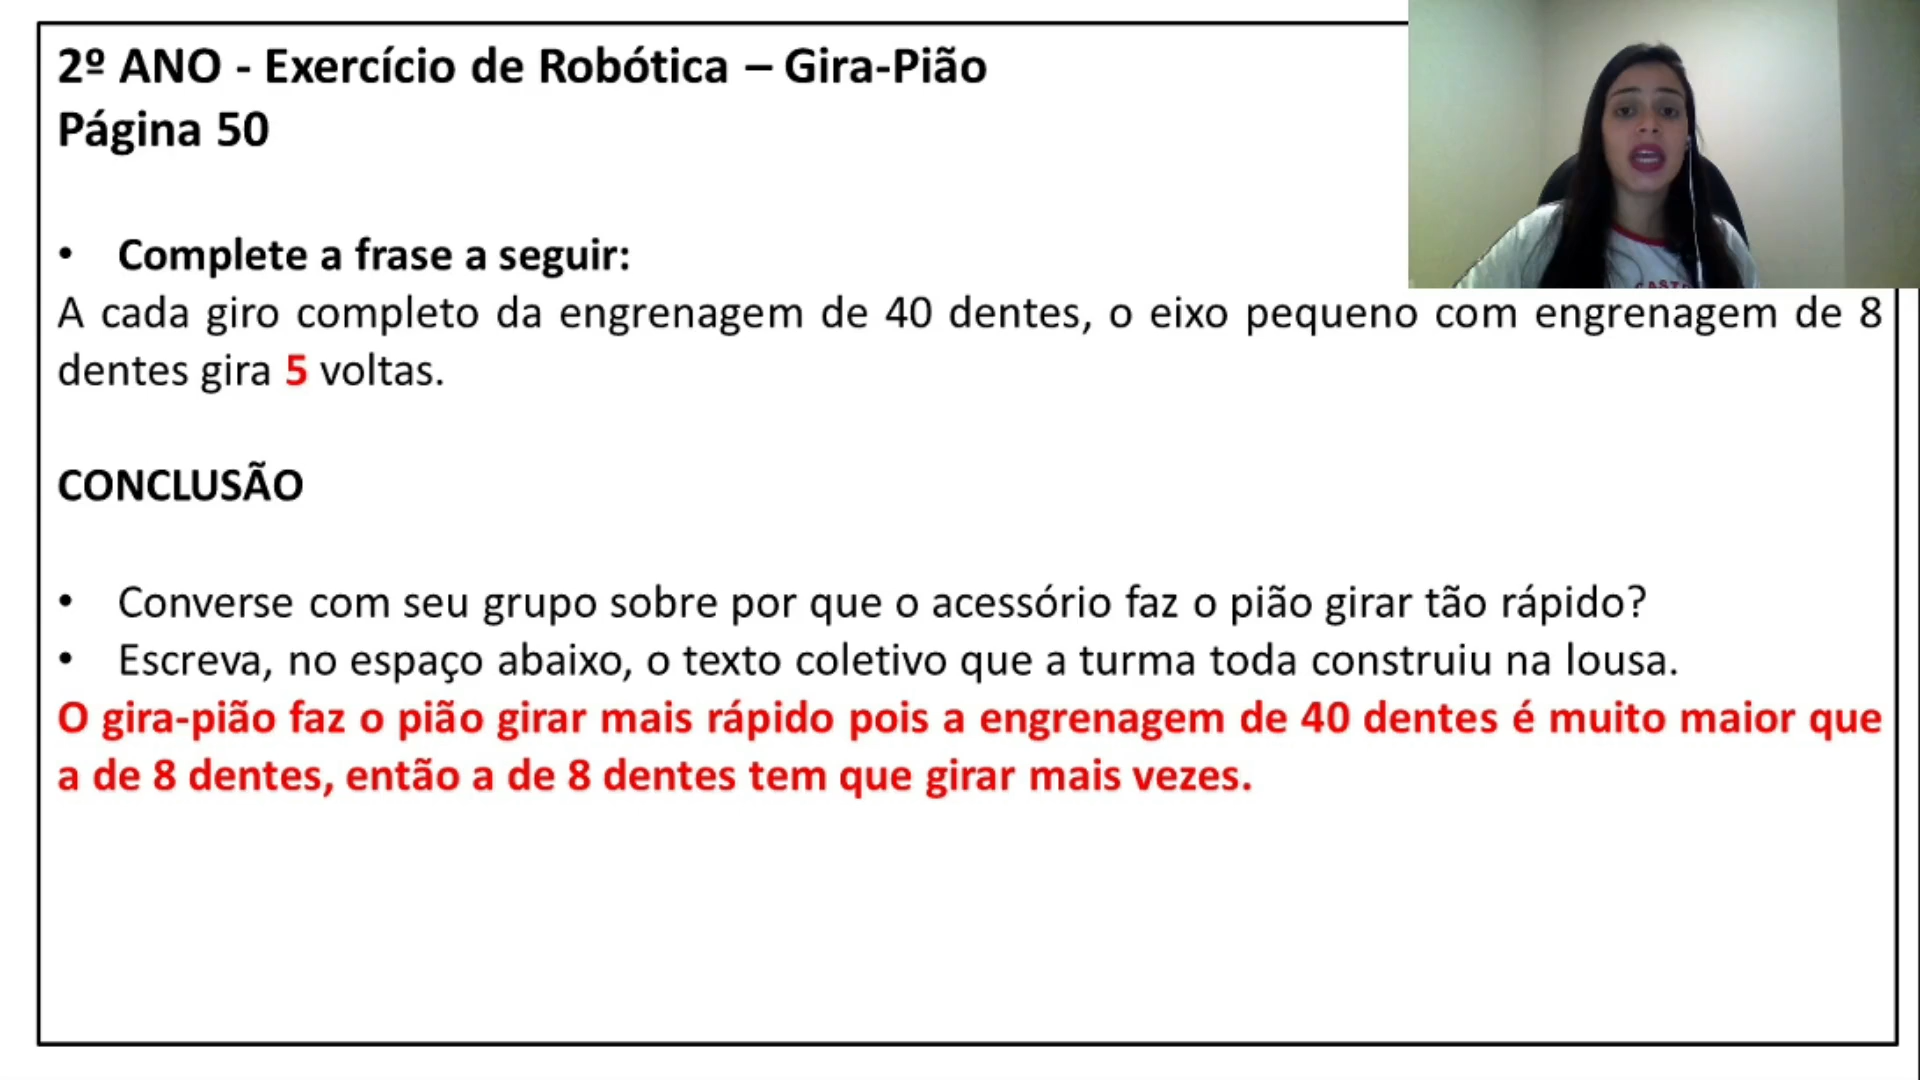 2º ANO - Exercício de Robótica – Gira-Pião
Página 50
• Complete a frase a seguir:
A cada giro completo da engrenagem de 40 dentes, o eixo pequeno com engrenagem de 8
dentes gira 5 voltas.
CONCLUSÃO
• Converse com seu grupo sobre por que o acessório faz o pião girar tão rápido?
• Escreva, no espaço abaixo, o texto coletivo que a turma toda construiu na lousa.
O gira-pião faz o pião girar mais rápido pois a engrenagem de 40 dentes é muito maior que
a de 8 dentes, então a de 8 dentes tem que girar mais vezes.